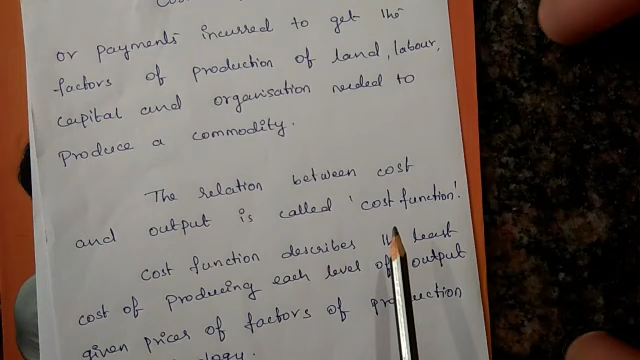 or payments incurred to get the
factors of production of land, labour,
capital and organisation needed to
produce a commodity.
The relation between cost
and output is called 'cost function'.
Cost function describes the least
cost of producing each level of output
given prices of factors of production